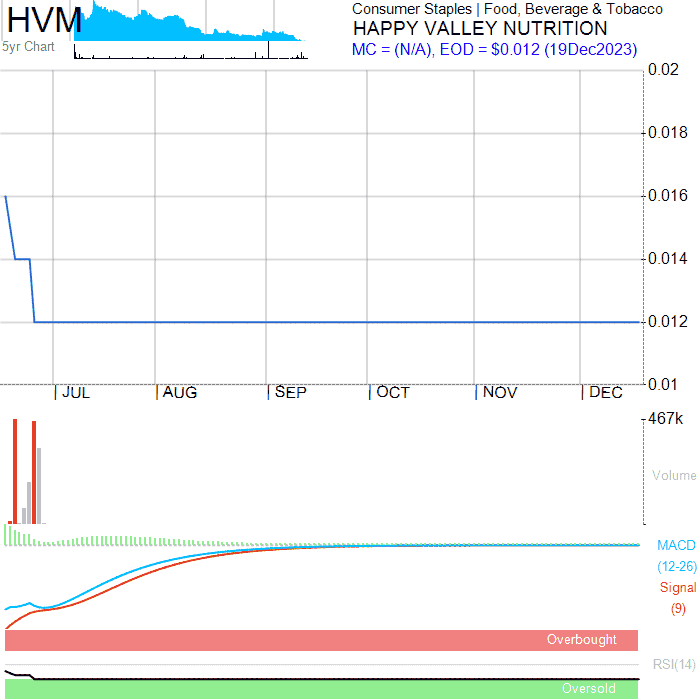 HVM
5yr Chart
Consumer Staples | Food, Beverage & Tobacco
HAPPY VALLEY NUTRITION
MC = (N/A), EOD = $0.012 (19Dec2023)
0.02
0.018
0.016
0.014
0.012
0.01
JUL AUG SEP OCT NOV DEC
467k
Volume
MACD
(12-26)
Signal
(9)
Overbought
RSI(14)
Oversold